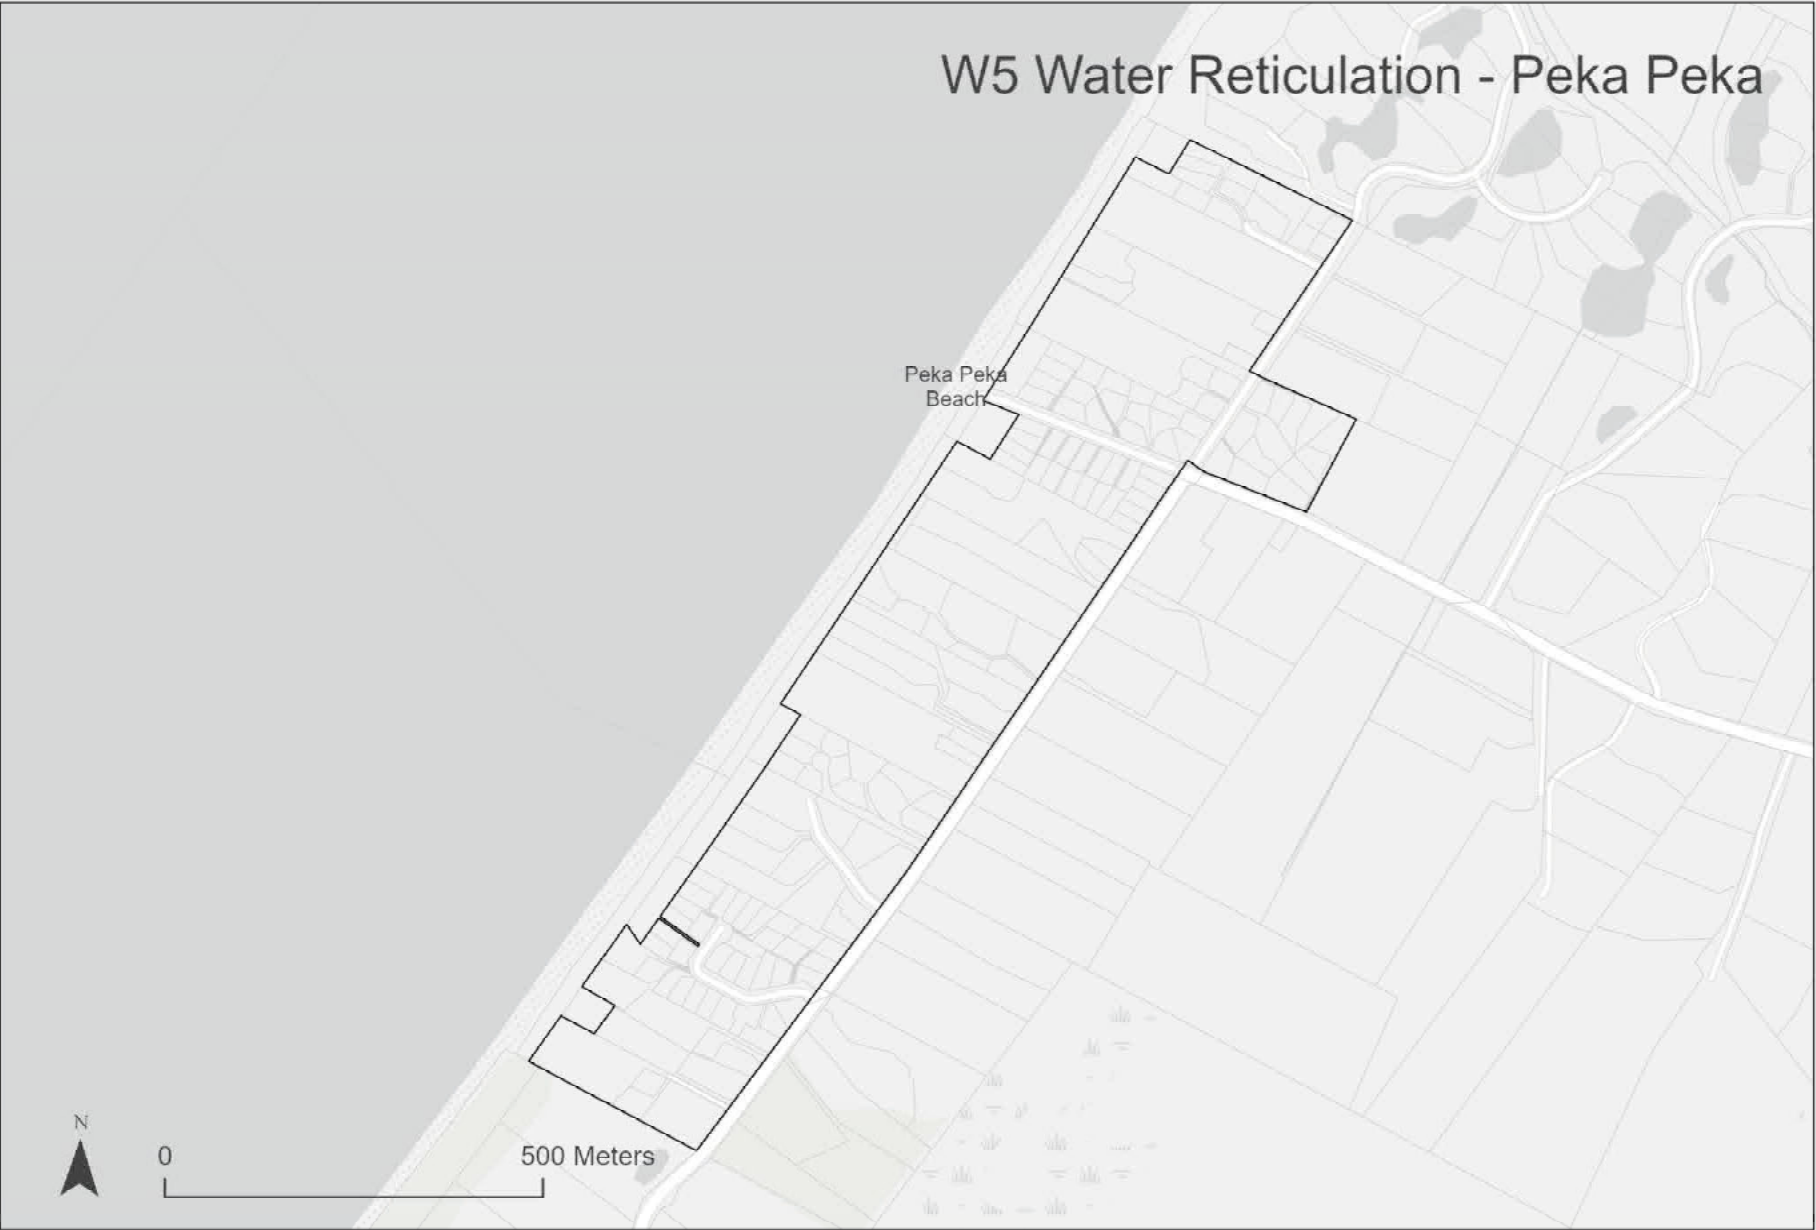 W5 Water Reticulation - Peka Peka
Peka Peka
Beach
N
0
500 Meters